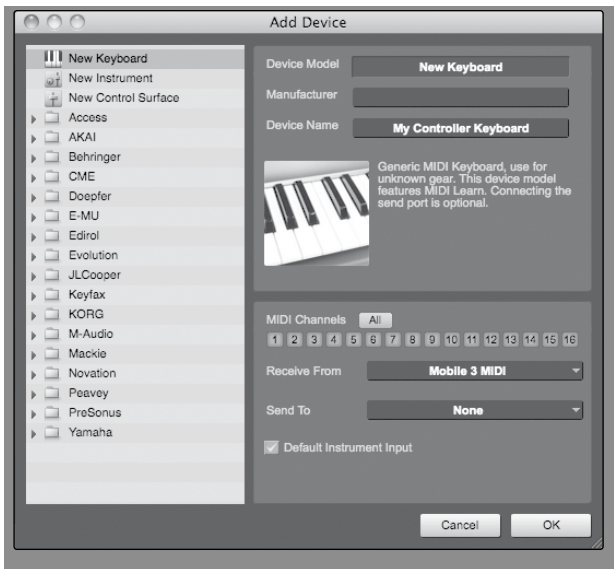 Add Device
New Keyboard
New Instrument
New Control Surface
Access
AKAI
Behringer
CME
Doepfer
E-MU
Edirol
Evolution
JLCooper
Keyfax
KORG
M-Audio
Mackie
Novation
Peavey
PreSonus
Yamaha
Device Model New Keyboard
Manufacturer
Device Name My Controller Keyboard
Generic MIDI Keyboard, use for
unknown gear. This device model
features MIDI Learn. Connecting the
send port is optional.
MIDI Channels All
1 2 3 4 5 6 7 8 9 10 11 12 13 14 15 16
Receive From Mobile 3 MIDI
Send To None
Default Instrument Input
Cancel OK